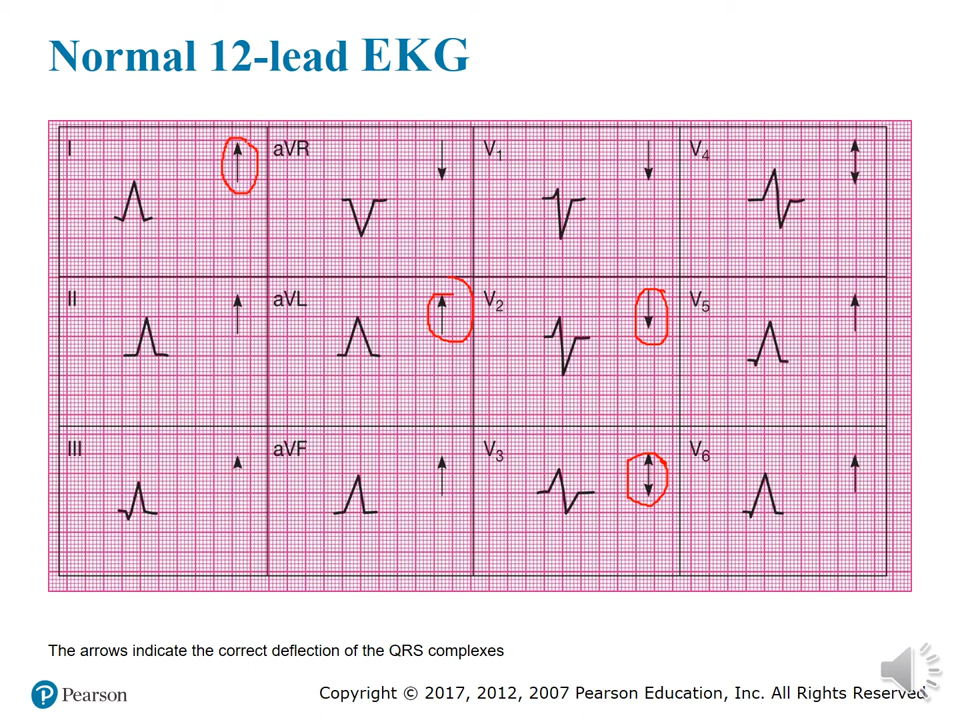 Normal 12-lead EKG
I
aVR
V1
V4
II
aVL
V2
V5
III
aVF
V3
V6
The arrows indicate the correct deflection of the QRS complexes
Pearson
Copyright © 2017, 2012, 2007 Pearson Education, Inc. All Rights Reserved